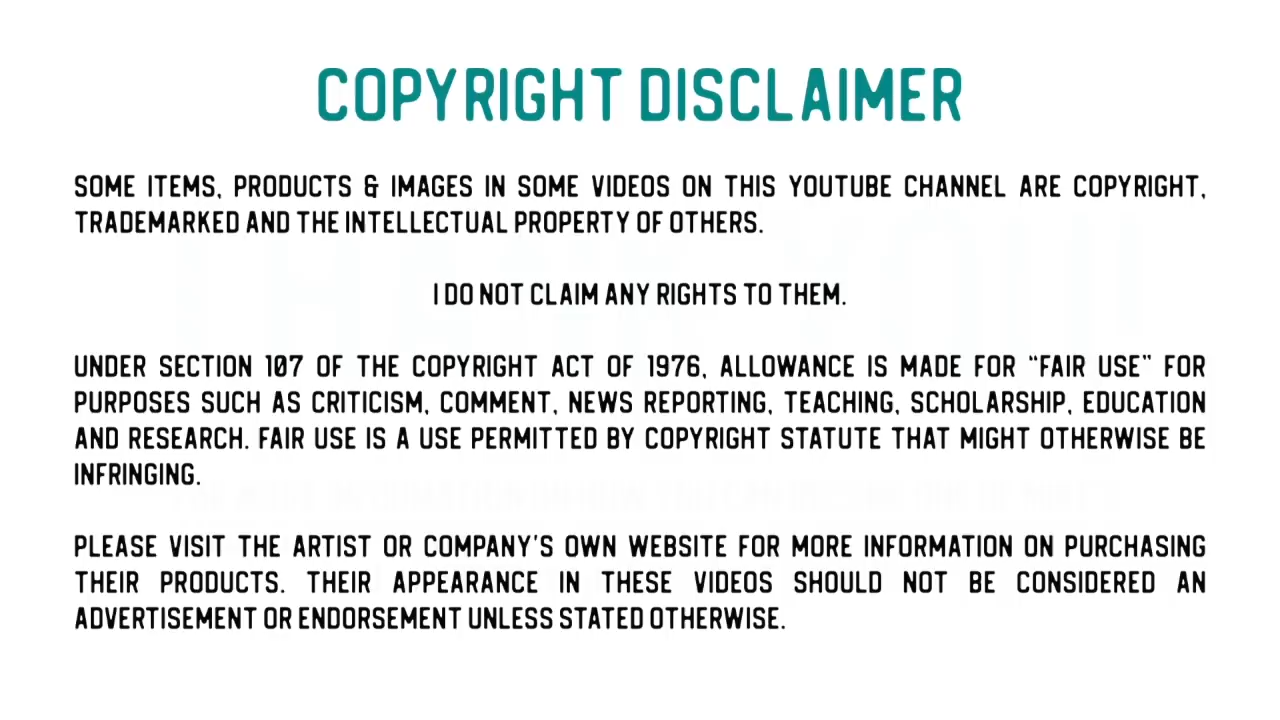 COPYRIGHT DISCLAIMER
SOME ITEMS, PRODUCTS & IMAGES IN SOME VIDEOS ON THIS YOUTUBE CHANNEL ARE COPYRIGHT,
TRADEMARKED AND THE INTELLECTUAL PROPERTY OF OTHERS.
I DO NOT CLAIM ANY RIGHTS TO THEM.
UNDER SECTION 107 OF THE COPYRIGHT ACT OF 1976, ALLOWANCE IS MADE FOR “FAIR USE” FOR
PURPOSES SUCH AS CRITICISM, COMMENT, NEWS REPORTING, TEACHING, SCHOLARSHIP, EDUCATION
AND RESEARCH. FAIR USE IS A USE PERMITTED BY COPYRIGHT STATUTE THAT MIGHT OTHERWISE BE
INFRINGING.
PLEASE VISIT THE ARTIST OR COMPANY'S OWN WEBSITE FOR MORE INFORMATION ON PURCHASING
THEIR PRODUCTS. THEIR APPEARANCE IN THESE VIDEOS SHOULD NOT BE CONSIDERED AN
ADVERTISEMENT OR ENDORSEMENT UNLESS STATED OTHERWISE.